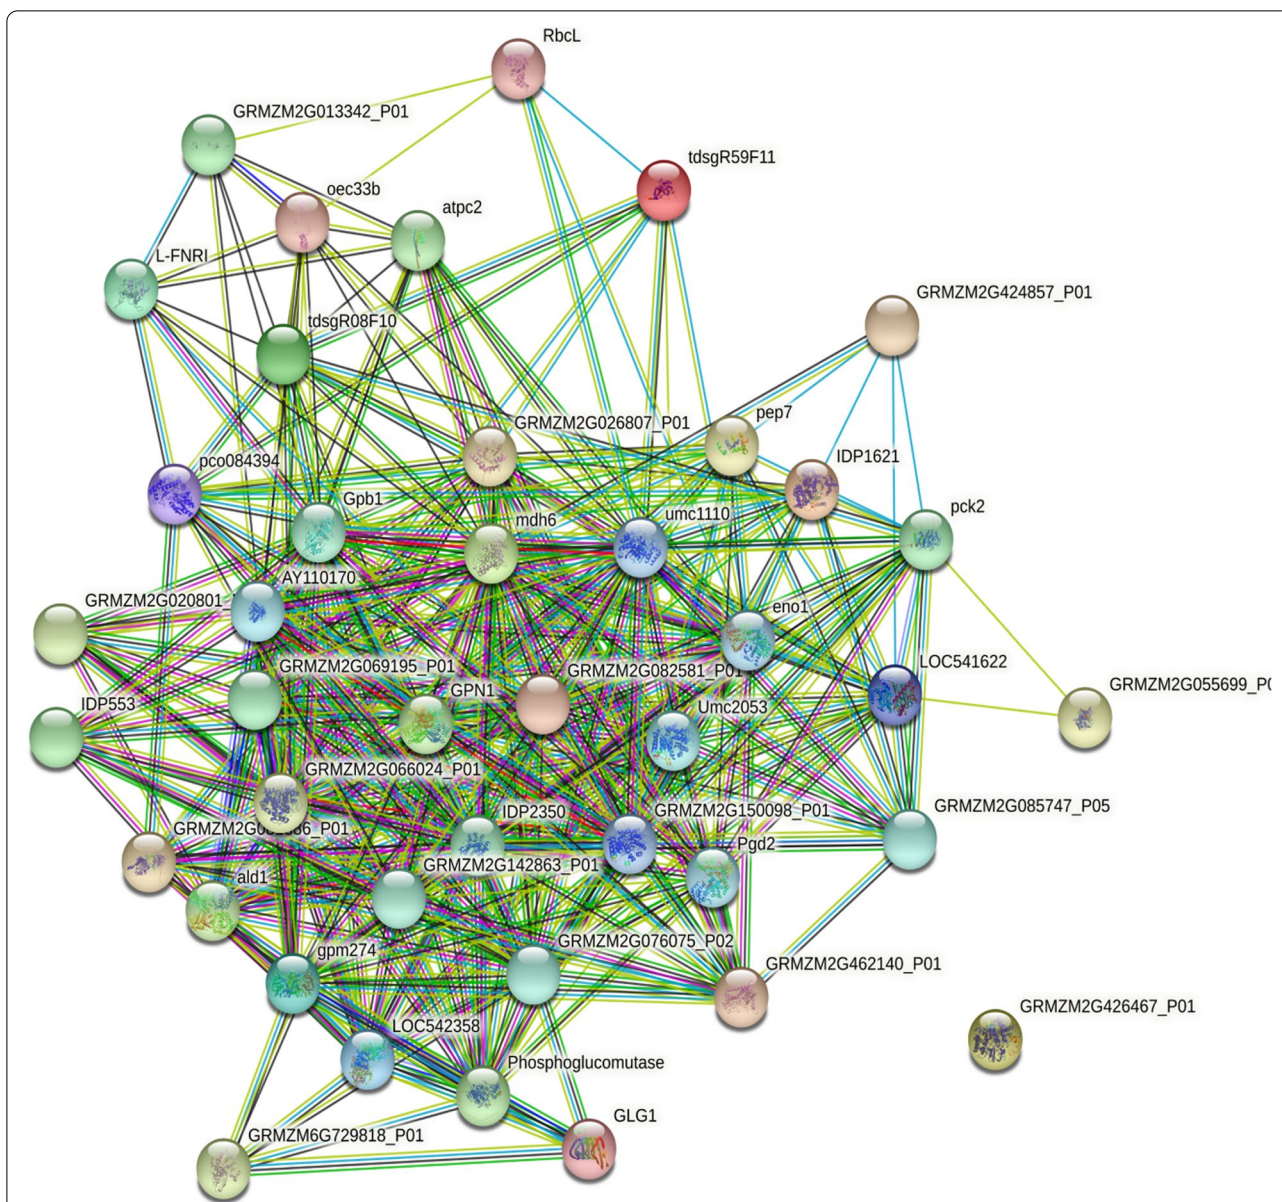 RbcL
GRMZM2G013342_P01
tdsgR59F11
oec33b
atpc2
L-FNRI
GRMZM2G424857_P01
tdsgR08F10
pep7
GRMZM2G026807_P01
IDP1621
pco084394
Gpb1
pck2
mdh6
umc1110
AY110170
GRMZM2G020801
eno1
GRMZM2G069195_P01
GRMZM2G082581_P01
LOC541622
GPN1
GRMZM2G055699_P0
IDP553
Umc2053
GRMZM2G066024_P01
GRMZM2G085747_P05
IDP2350
GRMZM2G150098_P01
Pgd2
GRMZM2G142863_P01
ald1
GRMZM2G076075_P02
gpm274
GRMZM2G462140_P01
GRMZM2G426467_P01
LOC542358
Phosphoglucomutase
GLG1
GRMZM6G729818_P01